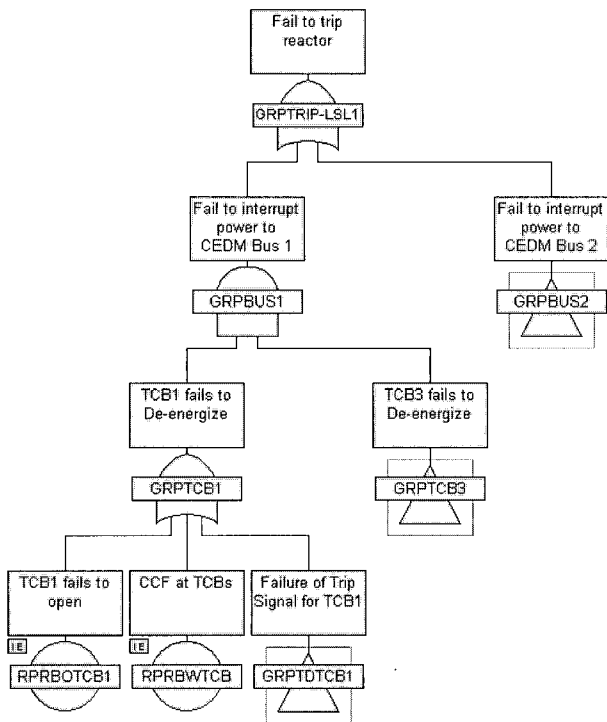 Fail to trip
reactor
GRPTRIP-LSL1
Fail to interrupt
power to
CEDM Bus 1
Fail to interrupt
power to
CEDM Bus 2
GRPBUS1
GRPBUS2
TCB1 fails to
De-energize
TCB3 fails to
De-energize
GRPTCB1
GRPTCB3
TCB1 fails to
open
CCF at TCBs
Failure of Trip
Signal for TCB1
IE
IE
RPRBOTCB1
RPRBWTCB
GRPTDTCB1